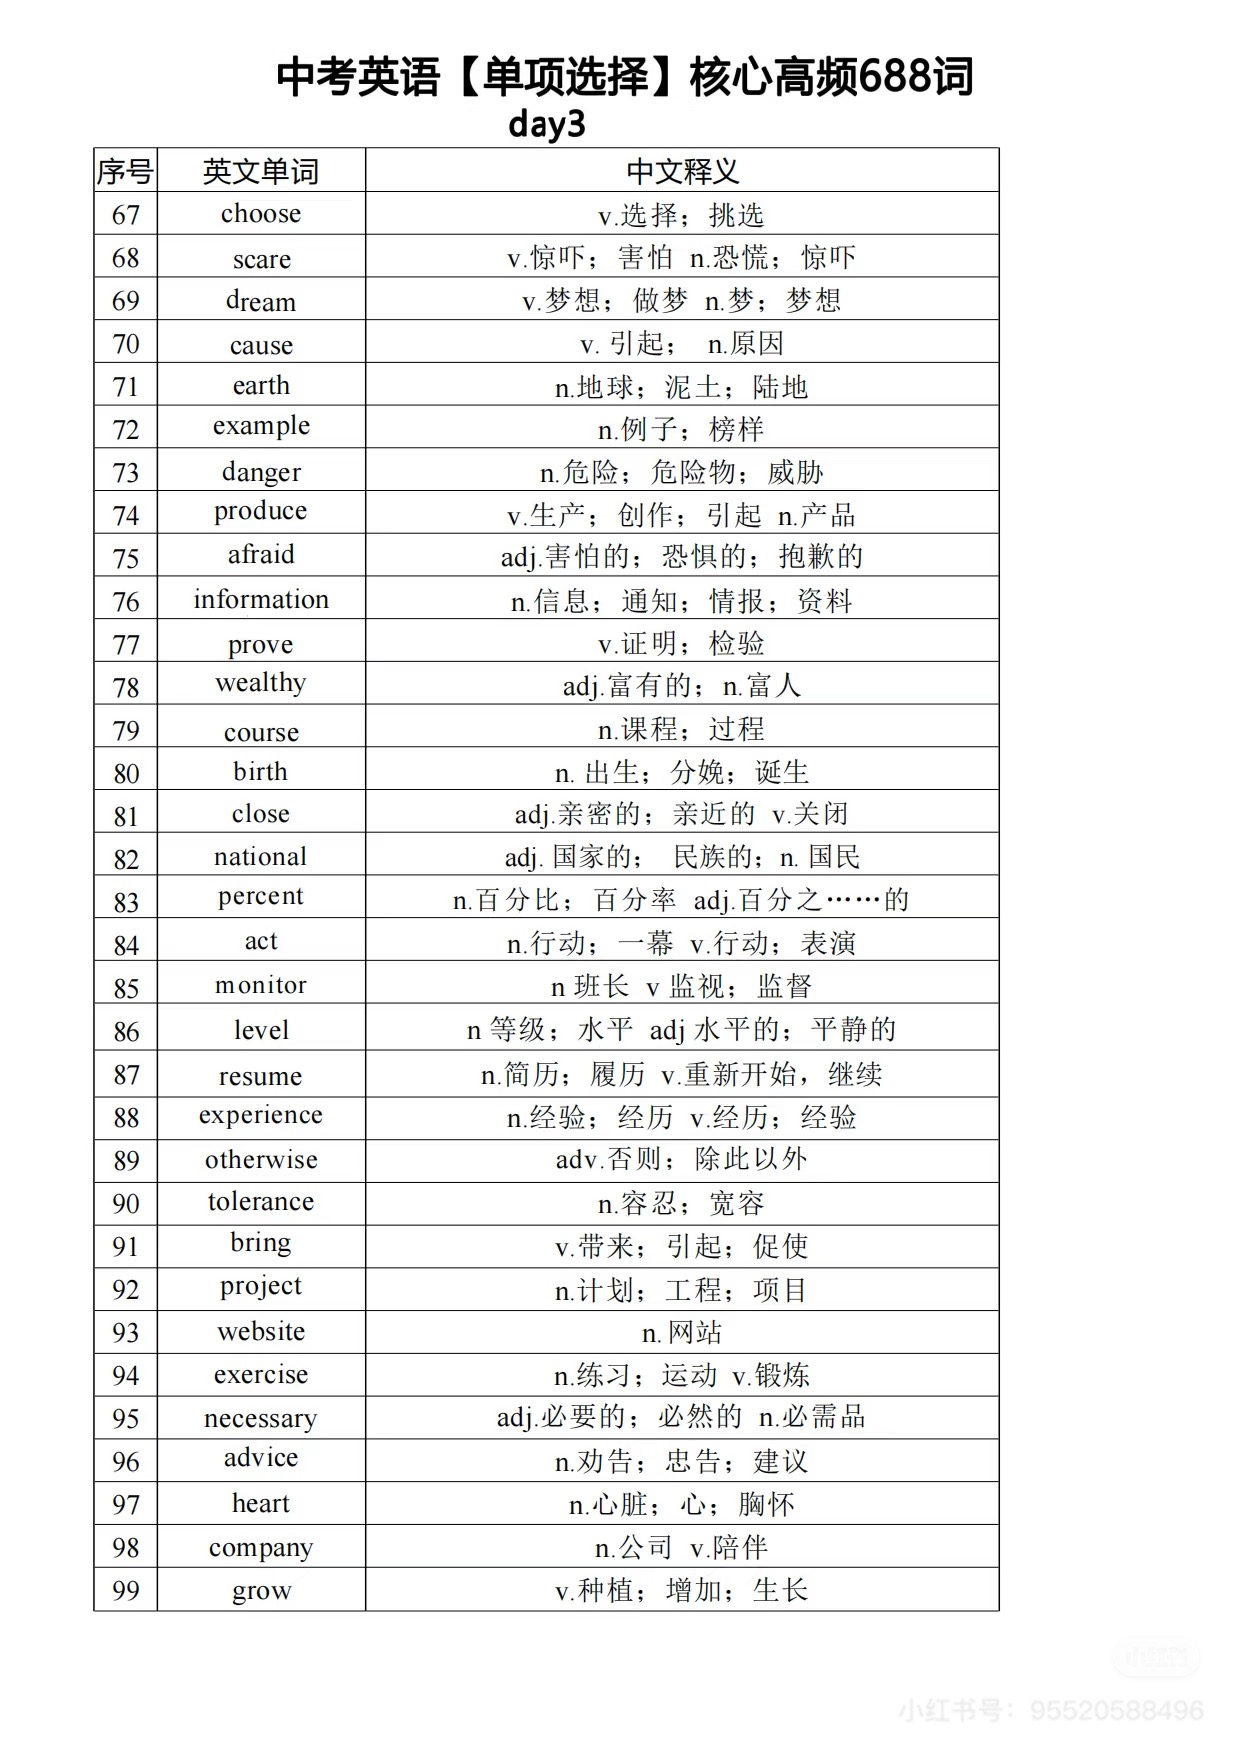 中考英语【单项选择】核心高频688词
day3
序号 英文单词 中文释义
67 choose v.选择；挑选
68 scare v.惊吓；害怕 n.恐慌；惊吓
69 dream v.梦想；做梦 n.梦；梦想
70 cause v. 引起； n.原因
71 earth n.地球；泥土；陆地
72 example n.例子；榜样
73 danger n.危险；危险物；威胁
74 produce v.生产；创作；引起 n.产品
75 afraid adj.害怕的；恐惧的；抱歉的
76 information n.信息；通知；情报；资料
77 prove v.证明；检验
78 wealthy adj.富有的；n.富人
79 course n.课程；过程
80 birth n. 出生；分娩；诞生
81 close adj.亲密的；亲近的 v.关闭
82 national adj. 国家的； 民族的；n. 国民
83 percent n.百分比；百分率 adj.百分之……的
84 act n.行动；一幕 v.行动；表演
85 monitor n 班长 v 监视；监督
86 level n 等级；水平 adj 水平的；平静的
87 resume n.简历；履历 v.重新开始，继续
88 experience n.经验；经历 v.经历；经验
89 otherwise adv.否则；除此以外
90 tolerance n.容忍；宽容
91 bring v.带来；引起；促使
92 project n.计划；工程；项目
93 website n. 网站
94 exercise n.练习；运动 v.锻炼
95 necessary adj.必要的；必然的 n.必需品
96 advice n.劝告；忠告；建议
97 heart n.心脏；心；胸怀
98 company n.公司 v.陪伴
99 grow v.种植；增加；生长
小红书
小红书号：95520588496